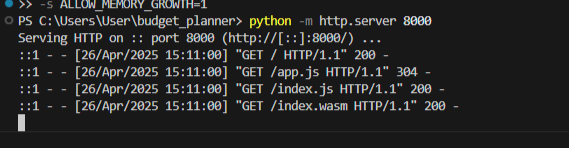 >> -s ALLOW_MEMORY_GROWTH=1
PS C:\Users\User\budget_planner> python -m http.server 8000
Serving HTTP on :: port 8000 (http://[::]:8000/) ...
::1 - - [26/Apr/2025 15:11:00] "GET / HTTP/1.1" 200 -
::1 - - [26/Apr/2025 15:11:00] "GET /app.js HTTP/1.1" 304 -
::1 - - [26/Apr/2025 15:11:00] "GET /index.js HTTP/1.1" 200 -
::1 - - [26/Apr/2025 15:11:00] "GET /index.wasm HTTP/1.1" 200 -